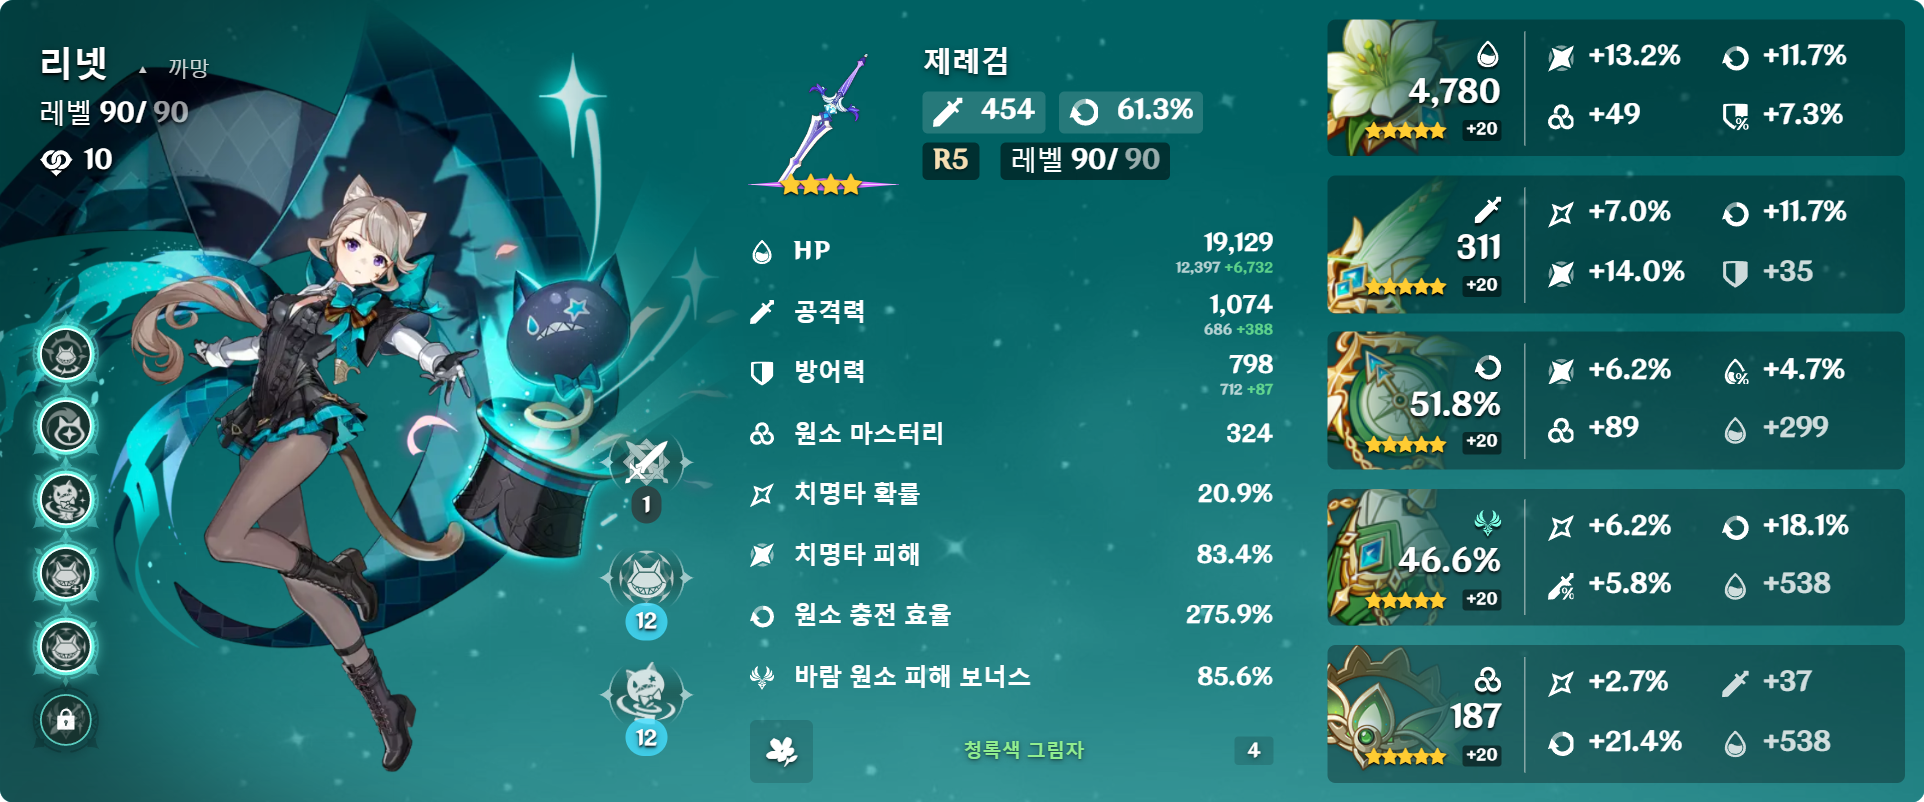 리넷 ▲ 까망
레벨 90/ 90
10
+1
1
12
12
제례검
454 61.3%
R5 레벨 90/ 90
HP 19,129
12,397 +6,732
공격력 1,074
686 +388
방어력 798
712 +87
원소 마스터리 324
치명타 확률 20.9%
치명타 피해 83.4%
원소 충전 효율 275.9%
바람 원소 피해 보너스 85.6%
청록색 그림자 4
4,780
+20
+13.2% +11.7%
+49 +7.3%
311
+20
+7.0% +11.7%
+14.0% +35
51.8%
+20
+6.2% +4.7%
+89 +299
46.6%
+20
+6.2% +18.1%
+5.8% +538
187
+20
+2.7% +37
+21.4% +538